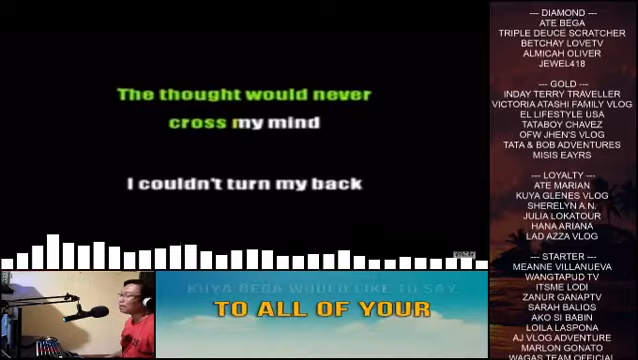 The thought would never
cross my mind
I couldn't turn my back
KUYA BEGA WOULD LIKE TO SAY
TO ALL OF YOUR
--- DIAMOND ---
ATE BEGA
TRIPLE DEUCE SCRATCHER
BETCHAY LOVETV
ALMICAH OLIVER
JEWEL418
--- GOLD ---
INDAY TERRY TRAVELLER
VICTORIA ATASHI FAMILY VLOG
EL LIFESTYLE USA
TATABOY CHAVEZ
OFW JHEN'S VLOG
TATA & BOB ADVENTURES
MISIS EAYRS
--- LOYALTY ---
ATE MARIAN
KUYA GLENES VLOG
SHERELYN A.N.
JULIA LOKATOUR
HANA ARIANA
LAD AZZA VLOG
--- STARTER ---
MEANNE VILLANUEVA
WANGTAPUD TV
ITSME LODI
ZANUR GANAPTV
SARAH BALIOS
AKO SI BABIN
LOILA LASPONA
AJ VLOG ADVENTURE
MARLON GONATO
WAGAS TEAM OFFICIAL